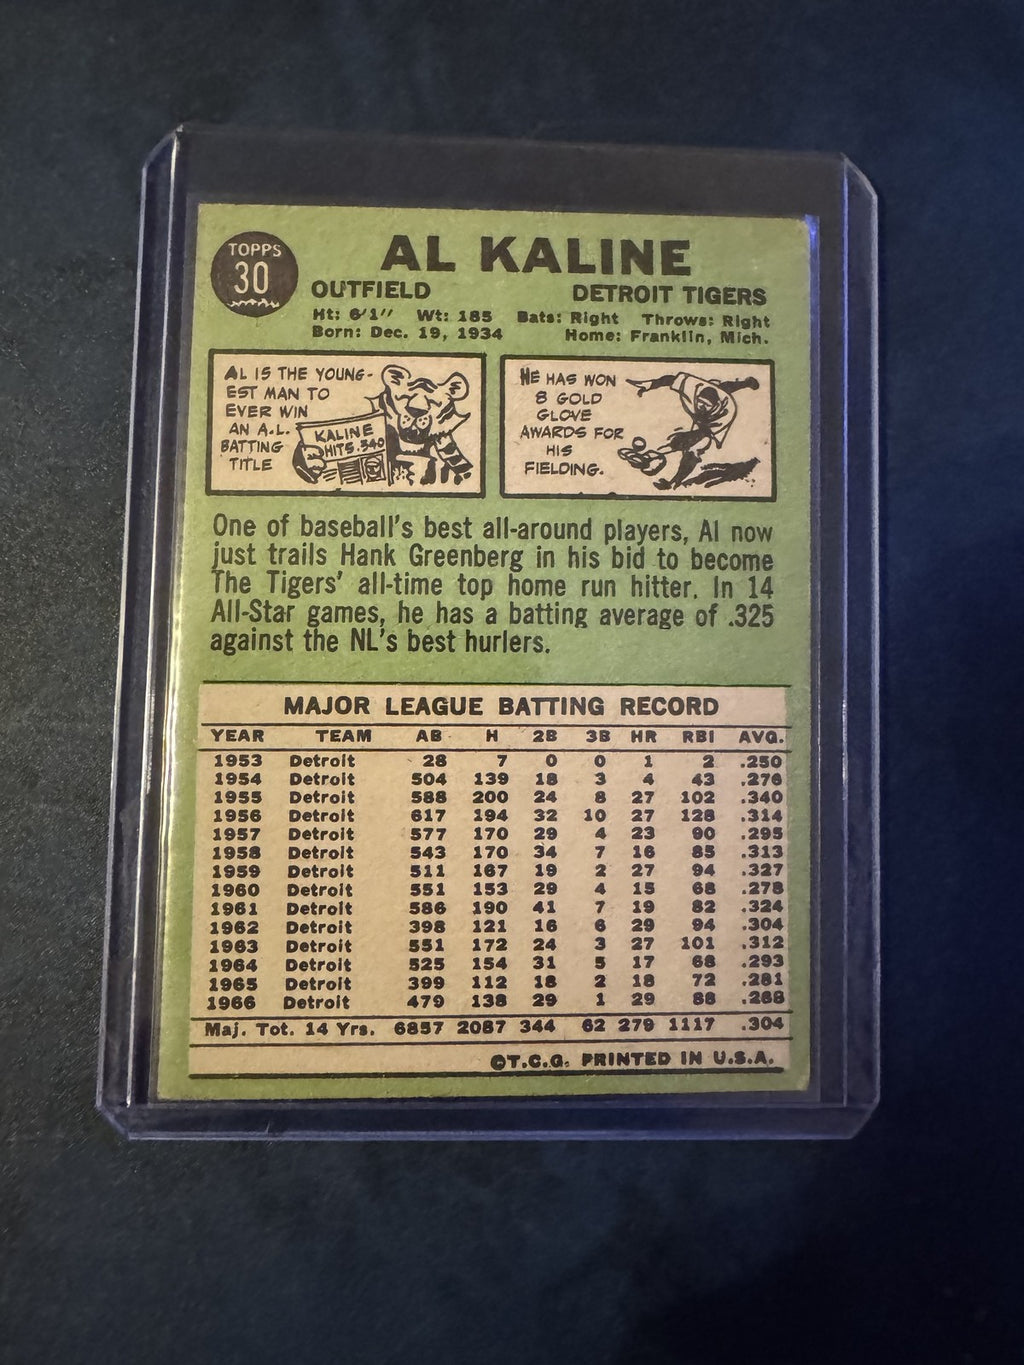 TOPPS
30
AL KALINE
OUTFIELD DETROIT TIGERS
Ht: 6'1" Wt: 185 Bats: Right Throws: Right
Born: Dec. 19, 1934 Home: Franklin, Mich.
AL IS THE YOUNG-
EST MAN TO
EVER WIN
AN A.L.
BATTING
TITLE
KALINE
HITS .340
HE HAS WON
8 GOLD
GLOVE
AWARDS FOR
HIS
FIELDING.
One of baseball's best all-around players, Al now
just trails Hank Greenberg in his bid to become
The Tigers' all-time top home run hitter. In 14
All-Star games, he has a batting average of .325
against the NL's best hurlers.
MAJOR LEAGUE BATTING RECORD
YEAR TEAM AB H 2B 3B HR RBI AVG.
1953 Detroit 28 7 0 0 1 2 .250
1954 Detroit 504 139 18 3 4 43 .276
1955 Detroit 588 200 24 8 27 102 .340
1956 Detroit 617 194 32 10 27 128 .314
1957 Detroit 577 170 29 4 23 90 .295
1958 Detroit 543 170 34 7 16 85 .313
1959 Detroit 511 167 19 2 27 94 .327
1960 Detroit 551 153 29 4 15 68 .278
1961 Detroit 586 190 41 7 19 82 .324
1962 Detroit 398 121 16 6 29 94 .304
1963 Detroit 551 172 24 3 27 101 .312
1964 Detroit 525 154 31 5 17 68 .293
1965 Detroit 399 112 18 2 18 72 .281
1966 Detroit 479 138 29 1 29 88 .288
Maj. Tot. 14 Yrs. 6857 2087 344 62 279 1117 .304
©T.C.G. PRINTED IN U.S.A.